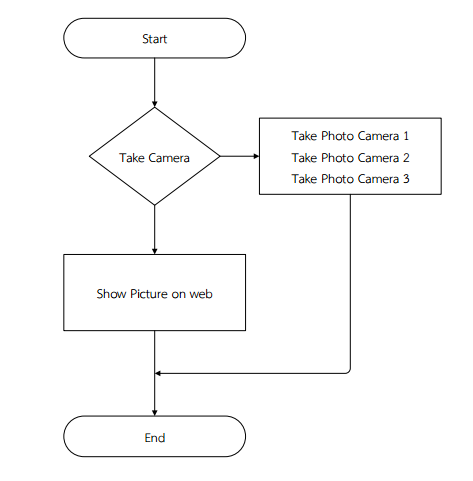 Start
Take Camera
Take Photo Camera 1
Take Photo Camera 2
Take Photo Camera 3
Show Picture on web
End